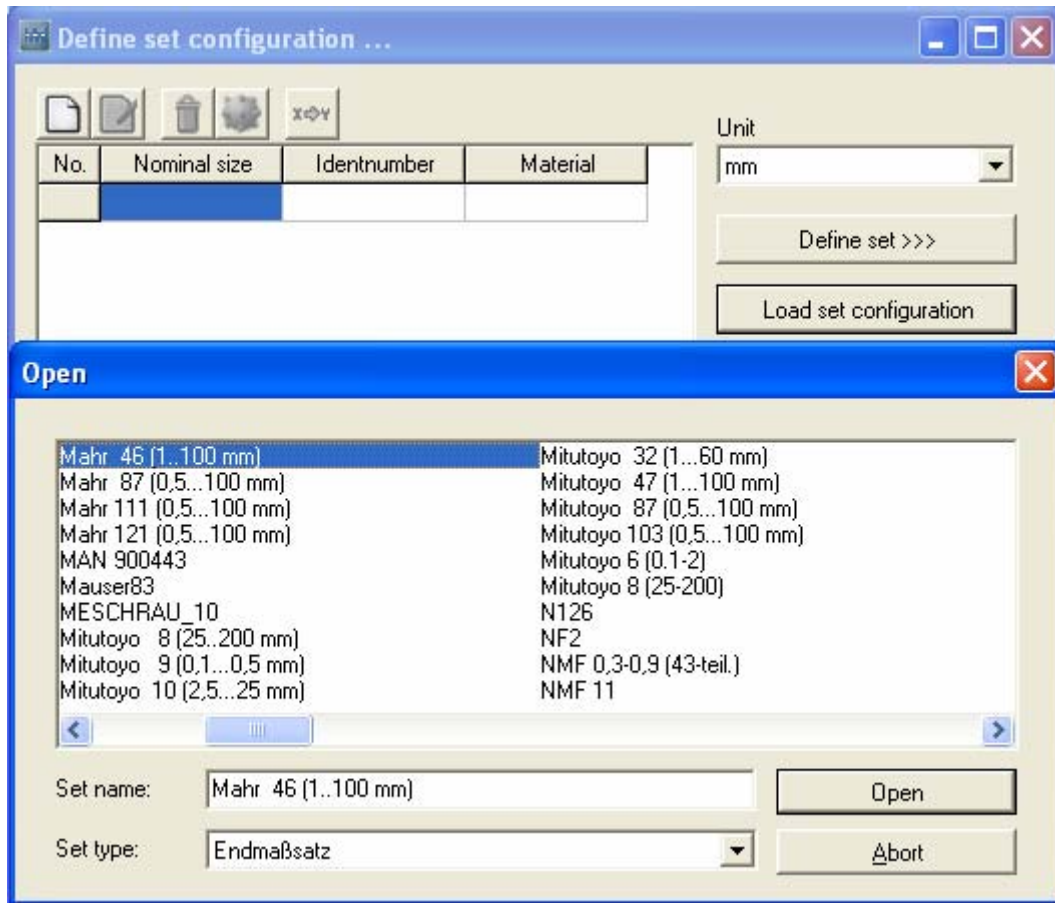 Define set configuration ...
X⇨Y
Unit
No. Nominal size Identnumber Material
mm
Define set >>>
Load set configuration
Open
Mahr  46 (1..100 mm)
Mahr  87 (0,5...100 mm)
Mahr 111 (0,5...100 mm)
Mahr 121 (0,5...100 mm)
MAN 900443
Mauser83
MESCHRAU_10
Mitutoyo   8 (25..200 mm)
Mitutoyo   9 (0,1...0,5 mm)
Mitutoyo  10 (2,5...25 mm)
Mitutoyo  32 (1...60 mm)
Mitutoyo  47 (1...100 mm)
Mitutoyo  87 (0,5...100 mm)
Mitutoyo 103 (0,5...100 mm)
Mitutoyo 6 (0.1-2)
Mitutoyo 8 (25-200)
N126
NF2
NMF 0,3-0,9 (43-teil.)
NMF 11
Set name: Mahr  46 (1..100 mm) Open
Set type: Endmaßsatz Abort